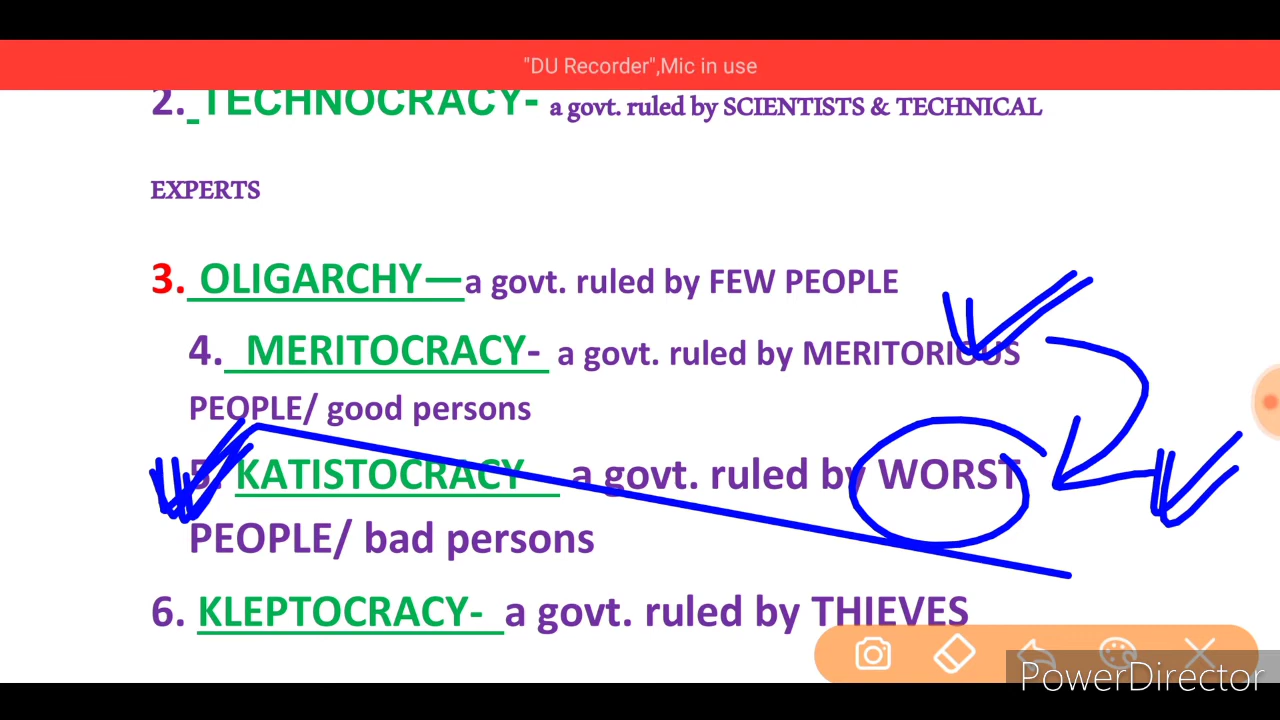 "DU Recorder",Mic in use
2. TECHNOCRACY- a govt. ruled by SCIENTISTS & TECHNICAL
EXPERTS
3. OLIGARCHY—a govt. ruled by FEW PEOPLE
4. MERITOCRACY- a govt. ruled by MERITORIOUS
PEOPLE/ good persons
5. KATISTOCRACY- a govt. ruled by WORST
PEOPLE/ bad persons
6. KLEPTOCRACY- a govt. ruled by THIEVES
PowerDirector